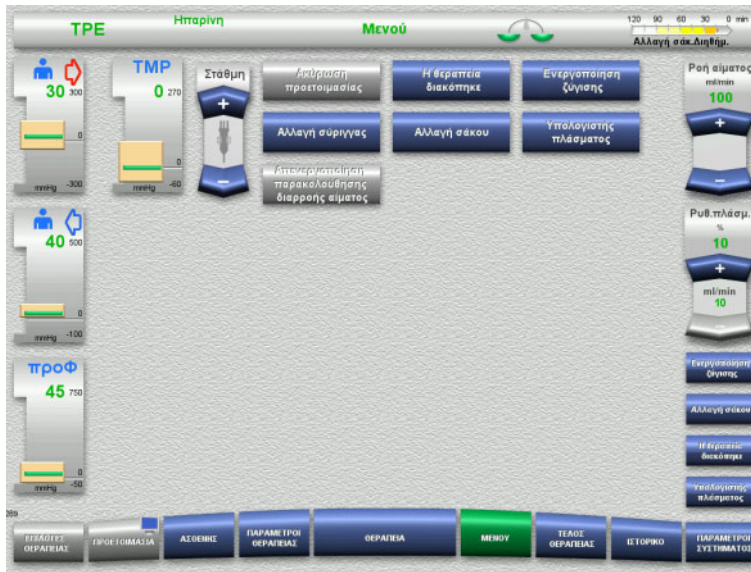 TPE
Ηπαρίνη
Μενού
120 90 60 30 0 min
Αλλαγή σάκ.Διηθήμ.
30 300
0
mmHg -300
TMP
0 270
0
mmHg -60
Στάθμη
+
−
Ακύρωση
προετοιμασίας
Η θεραπεία
διακόπηκε
Ενεργοποίηση
ζύγισης
Αλλαγή σύριγγας
Αλλαγή σάκου
Υπολογιστής
πλάσματος
Απενεργοποίηση
παρακολούθησης
διαρροής αίματος
Ροή αίματος
ml/min
100
+
−
40 500
0
mmHg -100
Ρυθ.πλάσμ.
%
10
+
ml/min
10
−
προΦ
45 750
0
mmHg -50
Ενεργοποίηση
ζύγισης
Αλλαγή σάκου
Η θεραπεία
διακόπηκε
Υπολογιστής
πλάσματος
289
ΕΠΙΛΟΓΕΣ
ΘΕΡΑΠΕΙΑΣ
ΠΡΟΕΤΟΙΜΑΣΙΑ
ΑΣΘΕΝΗΣ
ΠΑΡΑΜΕΤΡΟΙ
ΘΕΡΑΠΕΙΑΣ
ΘΕΡΑΠΕΙΑ
ΜΕΝΟΥ
ΤΕΛΟΣ
ΘΕΡΑΠΕΙΑΣ
ΙΣΤΟΡΙΚΟ
ΠΑΡΑΜΕΤΡΟΙ
ΣΥΣΤΗΜΑΤΟΣ